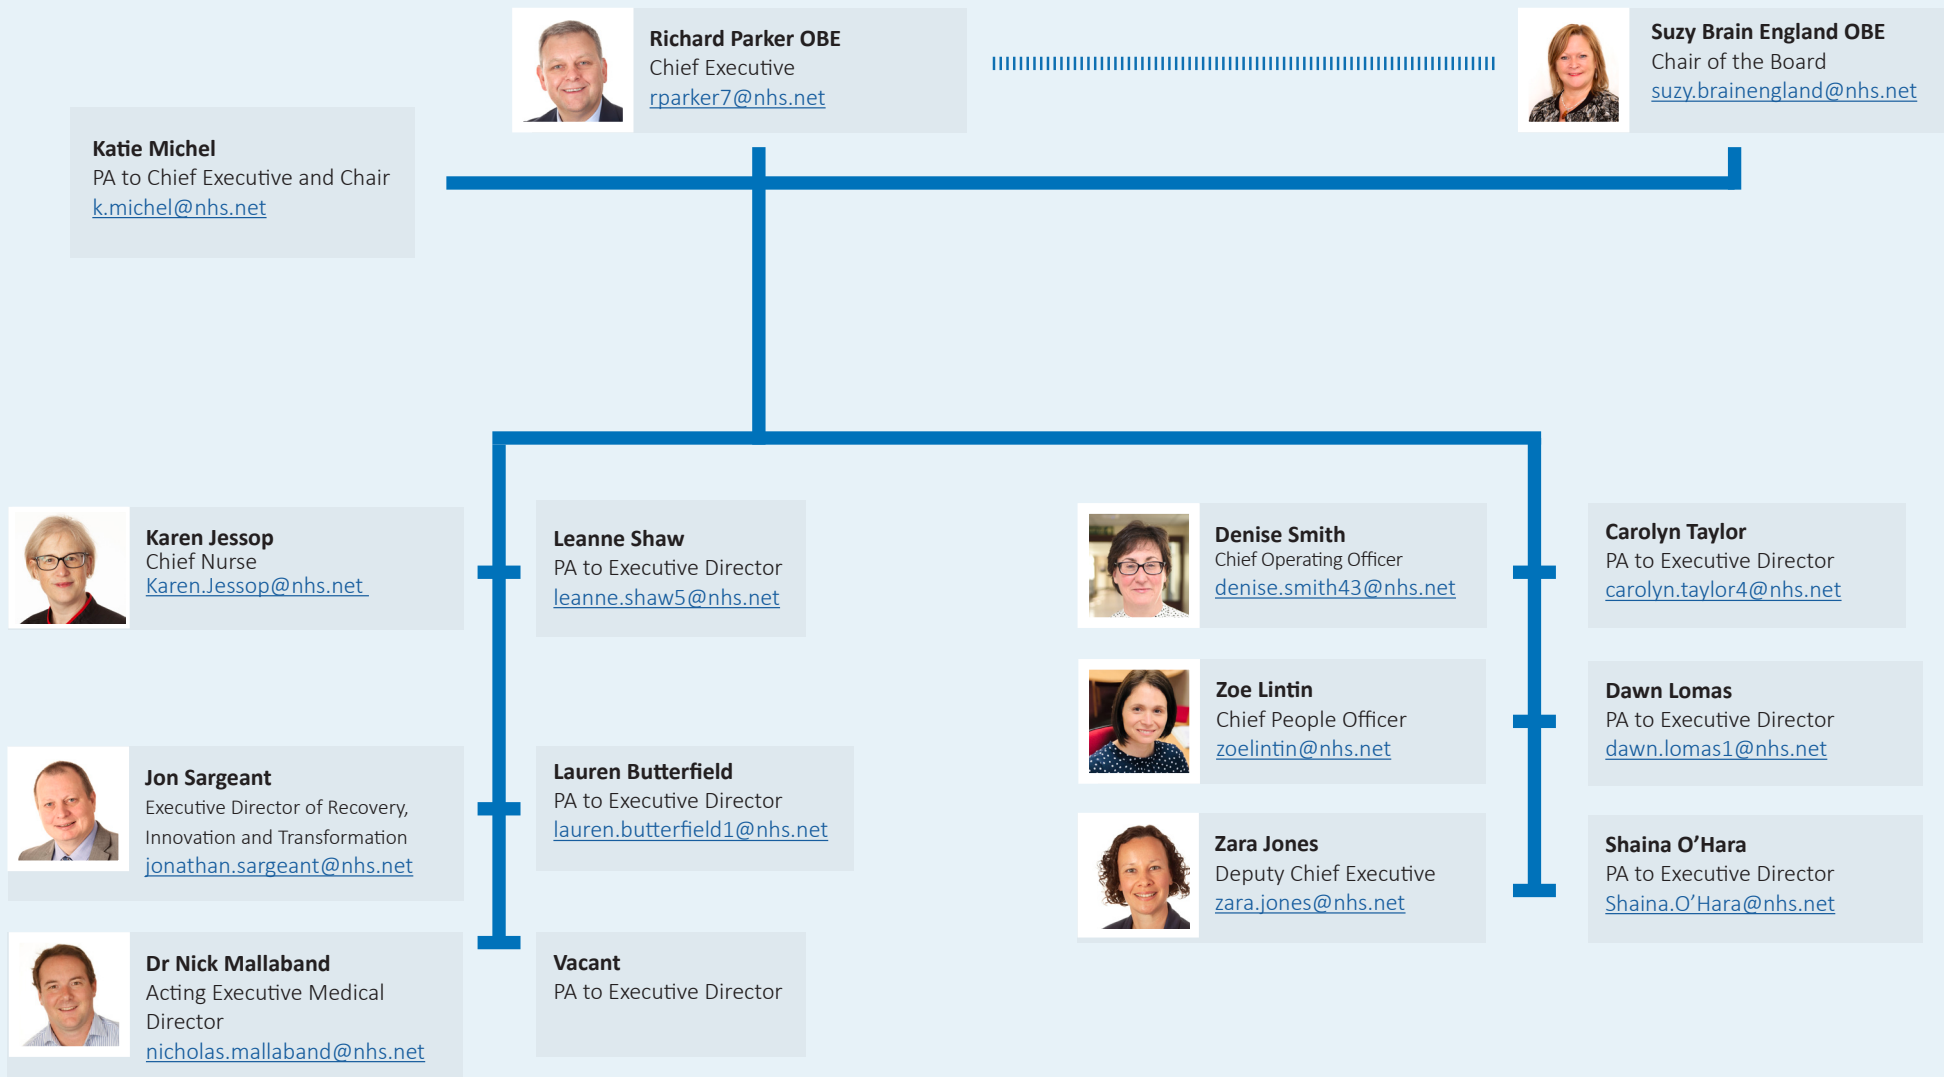 Richard Parker OBE
Chief Executive
rparker7@nhs.net
Suzy Brain England OBE
Chair of the Board
suzy.brainengland@nhs.net
Katie Michel
PA to Chief Executive and Chair
k.michel@nhs.net
Karen Jessop
Chief Nurse
Karen.Jessop@nhs.net
Leanne Shaw
PA to Executive Director
leanne.shaw5@nhs.net
Jon Sargeant
Executive Director of Recovery,
Innovation and Transformation
jonathan.sargeant@nhs.net
Lauren Butterfield
PA to Executive Director
lauren.butterfield1@nhs.net
Dr Nick Mallaband
Acting Executive Medical
Director
nicholas.mallaband@nhs.net
Vacant
PA to Executive Director
Denise Smith
Chief Operating Officer
denise.smith43@nhs.net
Carolyn Taylor
PA to Executive Director
carolyn.taylor4@nhs.net
Zoe Lintin
Chief People Officer
zoelintin@nhs.net
Dawn Lomas
PA to Executive Director
dawn.lomas1@nhs.net
Zara Jones
Deputy Chief Executive
zara.jones@nhs.net
Shaina O’Hara
PA to Executive Director
Shaina.O’Hara@nhs.net